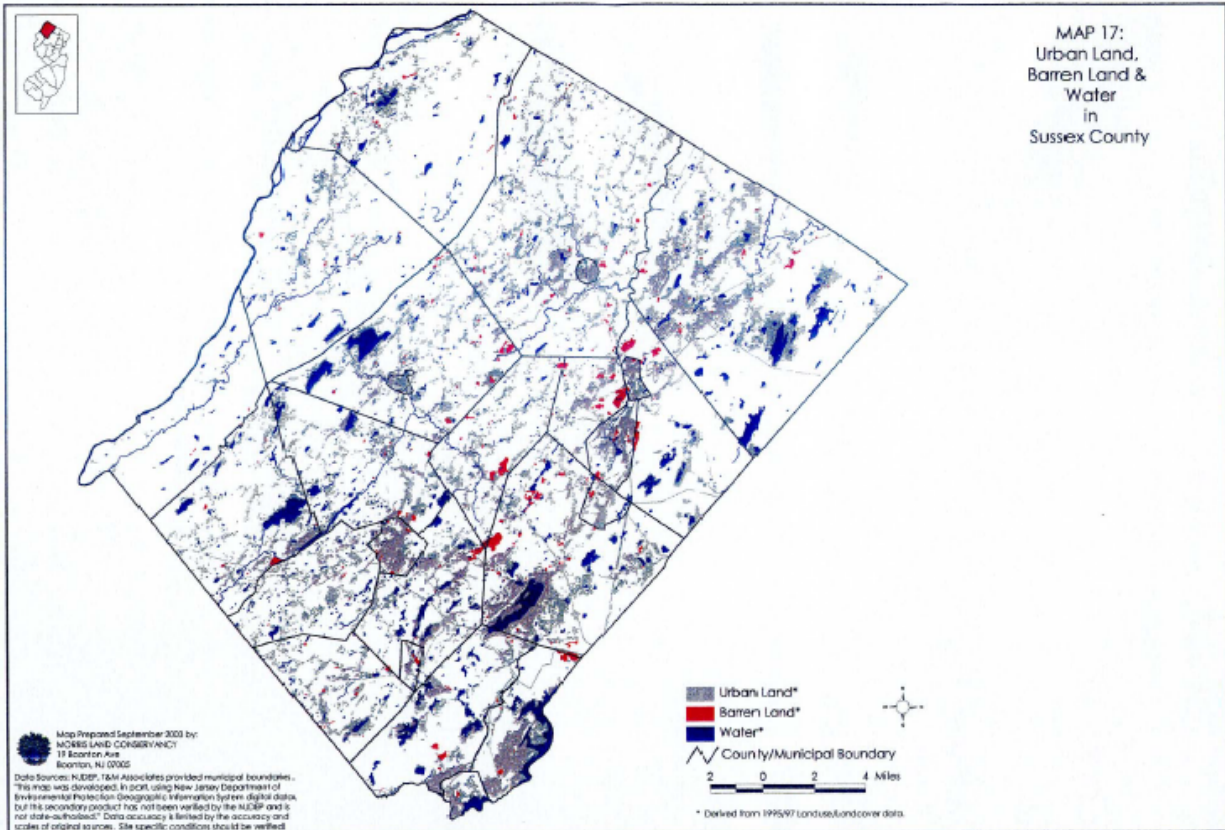 MAP 17:
Urban Land,
Barren Land &
Water
in
Sussex County
Urban Land*
Barren Land*
Water*
County/Municipal Boundary
2 0 2 4 Miles
* Derived from 1995/97 Landuse/Landcover data.
Map Prepared September 2003 by:
MORRIS LAND CONSERVANCY
19 Boonton Ave
Boonton, NJ 07005
Data Sources: NJDEP, T&M Associates provided municipal boundaries.
"This map was developed, in part, using New Jersey Department of
Environmental Protection Geographic Information System digital data,
but this secondary product has not been verified by the NJDEP and is
not state-authorized." Data accuracy is limited by the accuracy and
scales of original sources. Site specific conditions should be verified